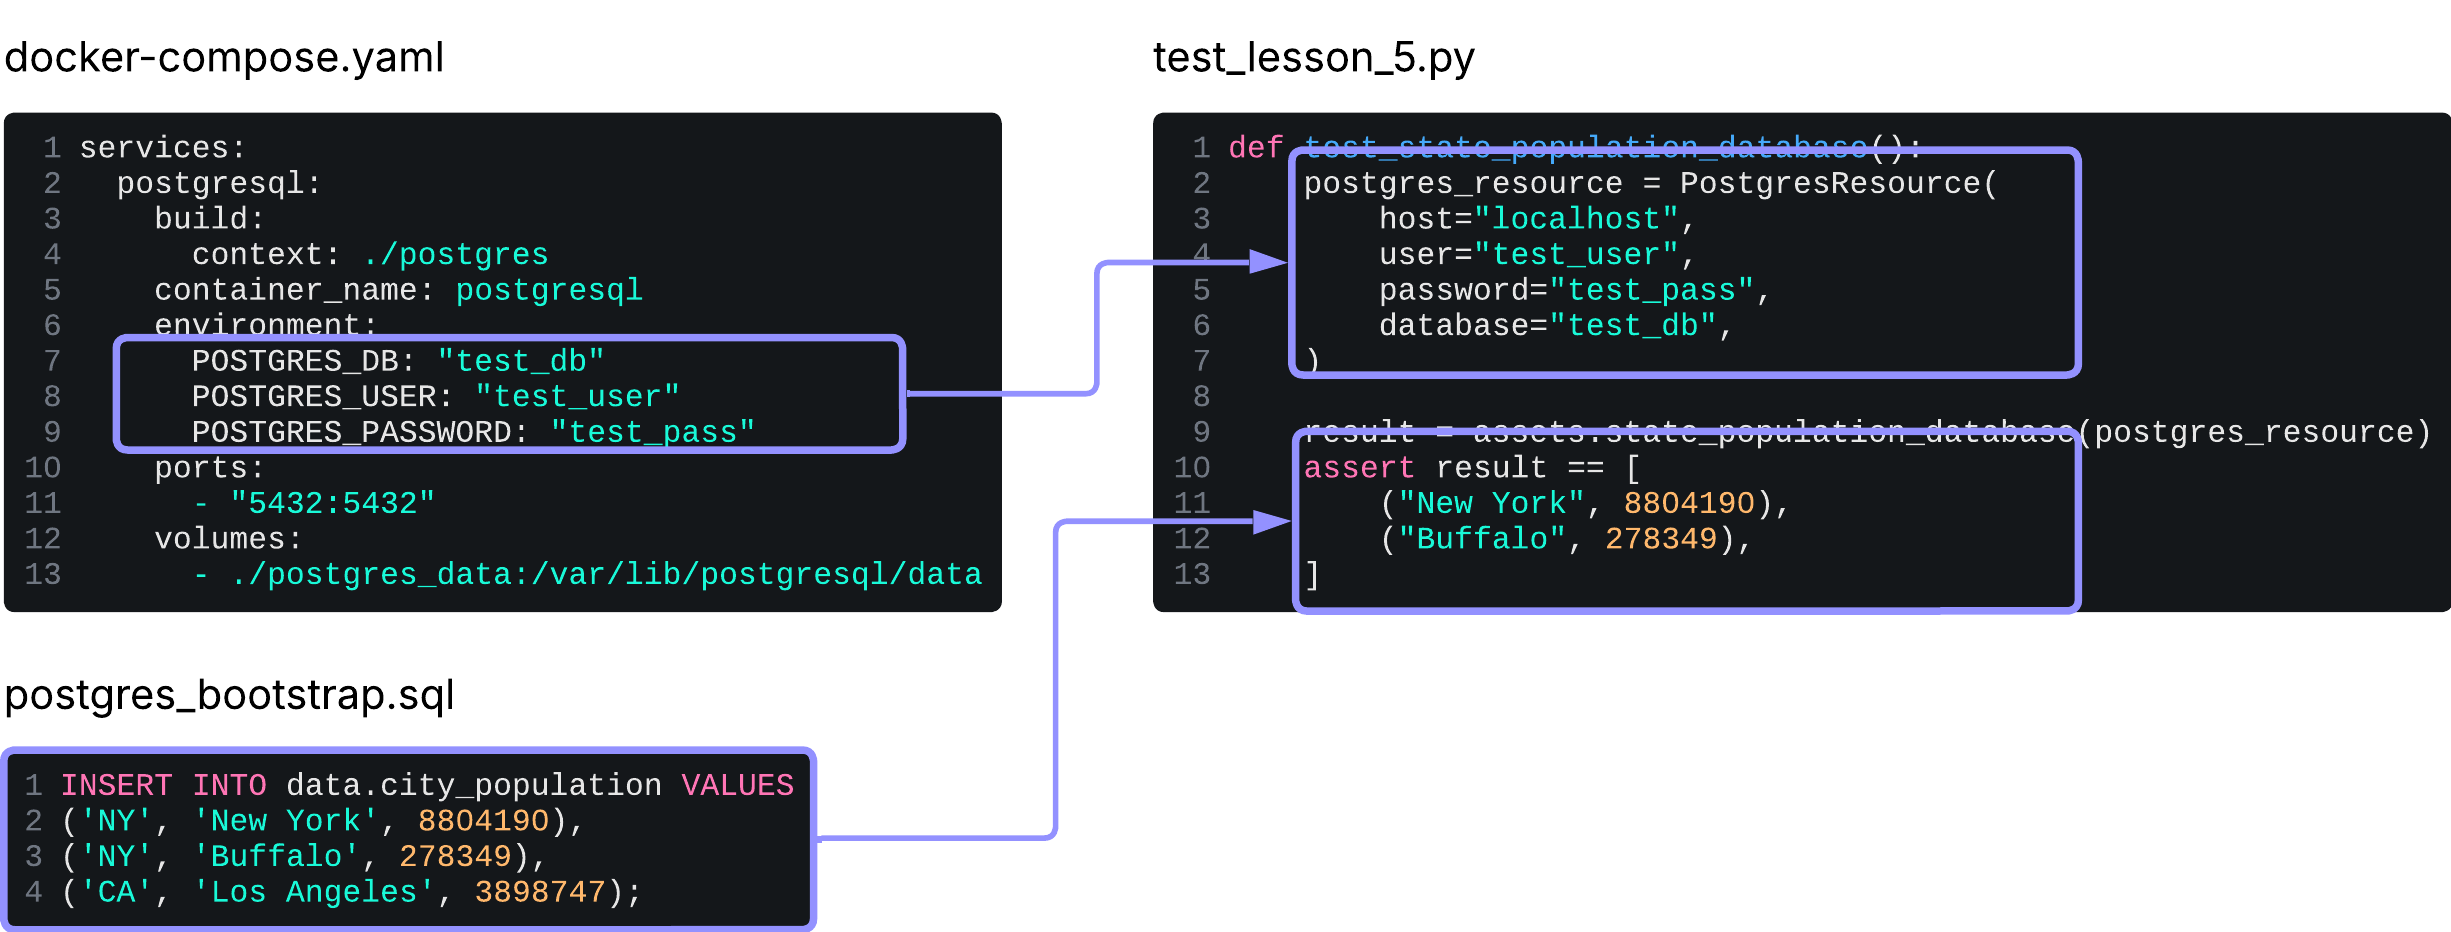 docker-compose.yaml
1 services:
2   postgresql:
3     build:
4       context: ./postgres
5     container_name: postgresql
6     environment:
7       POSTGRES_DB: "test_db"
8       POSTGRES_USER: "test_user"
9       POSTGRES_PASSWORD: "test_pass"
10     ports:
11       - "5432:5432"
12     volumes:
13       - ./postgres_data:/var/lib/postgresql/data
test_lesson_5.py
1 def test_state_population_database():
2     postgres_resource = PostgresResource(
3         host="localhost",
4         user="test_user",
5         password="test_pass",
6         database="test_db",
7     )
8
9     result = assets.state_population_database(postgres_resource)
10     assert result == [
11         ("New York", 8804190),
12         ("Buffalo", 278349),
13     ]
postgres_bootstrap.sql
1 INSERT INTO data.city_population VALUES
2 ('NY', 'New York', 8804190),
3 ('NY', 'Buffalo', 278349),
4 ('CA', 'Los Angeles', 3898747);